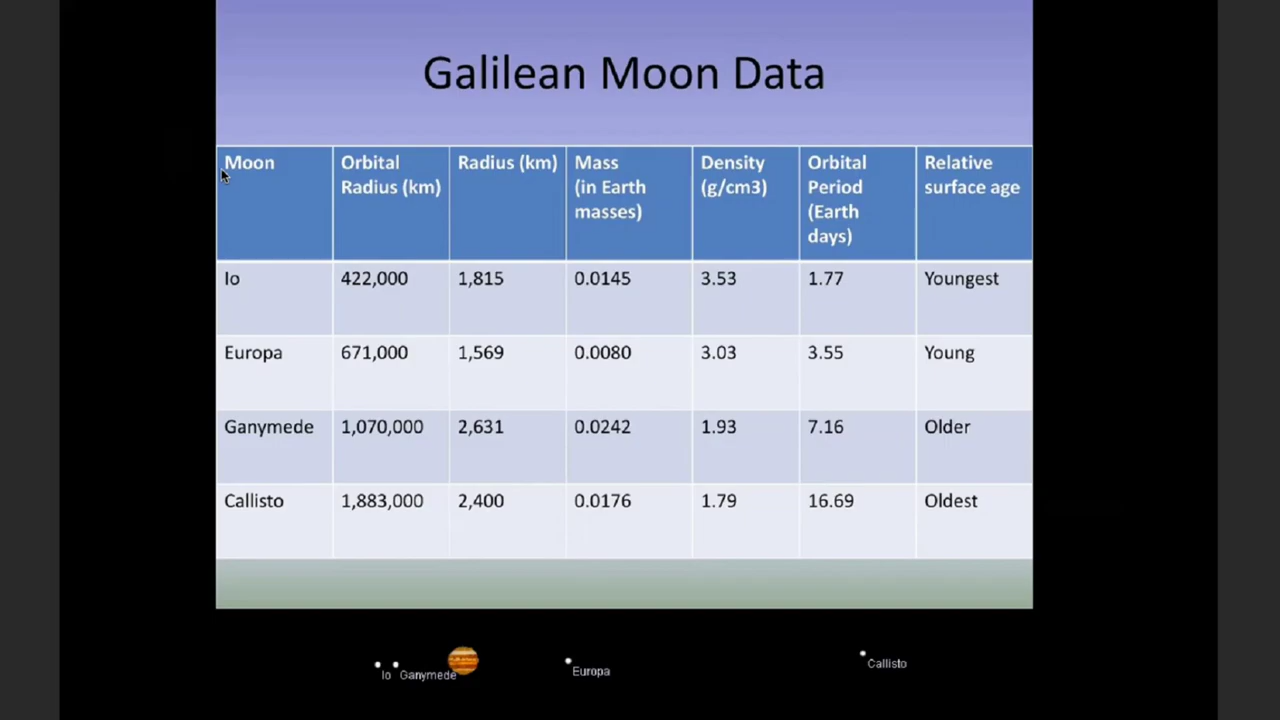 Galilean Moon Data
Moon
Orbital
Radius (km)
Radius (km)
Mass
(in Earth
masses)
Density
(g/cm3)
Orbital
Period
(Earth
days)
Relative
surface age
Io 422,000 1,815 0.0145 3.53 1.77 Youngest
Europa 671,000 1,569 0.0080 3.03 3.55 Young
Ganymede 1,070,000 2,631 0.0242 1.93 7.16 Older
Callisto 1,883,000 2,400 0.0176 1.79 16.69 Oldest
Io Ganymede Europa Callisto